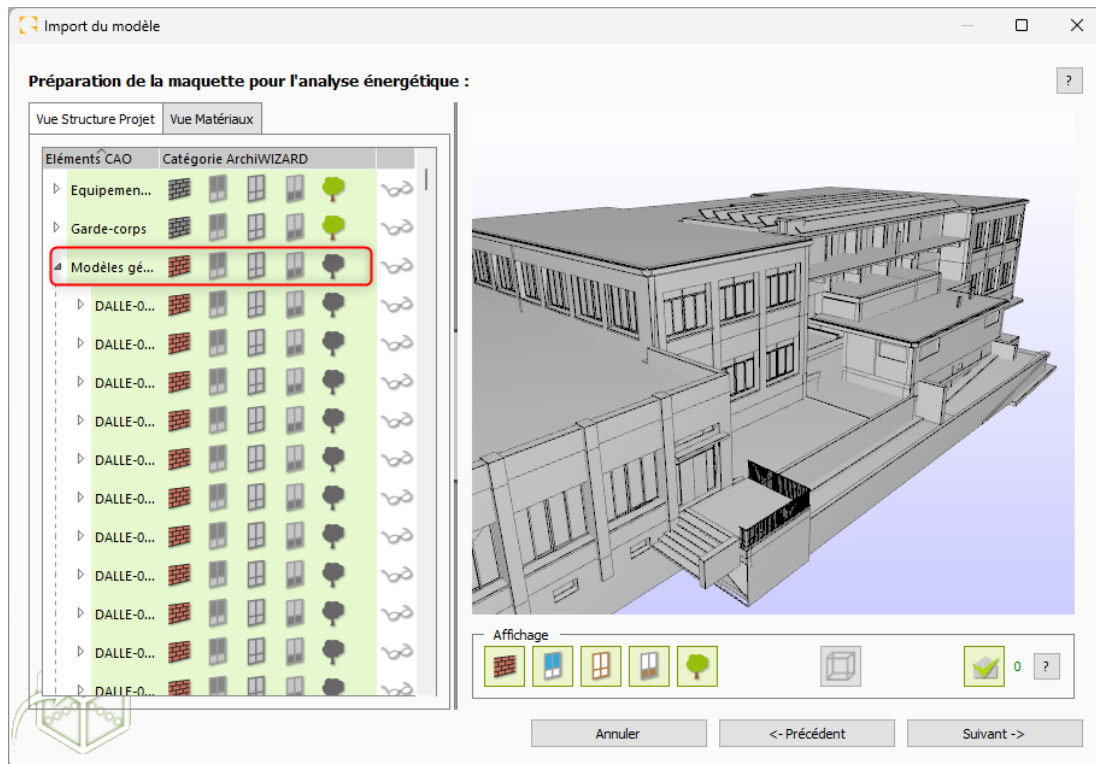 Import du modèle
Préparation de la maquette pour l'analyse énergétique :
?
Vue Structure Projet
Vue Matériaux
Eléments CAO
Catégorie ArchiWIZARD
Equipemen...
Garde-corps
Modèles gé...
DALLE-0...
DALLE-0...
DALLE-0...
DALLE-0...
DALLE-0...
DALLE-0...
DALLE-0...
DALLE-0...
DALLE-0...
DALLE-0...
DALLE-0...
Affichage
0
?
Annuler
<- Précédent
Suivant ->